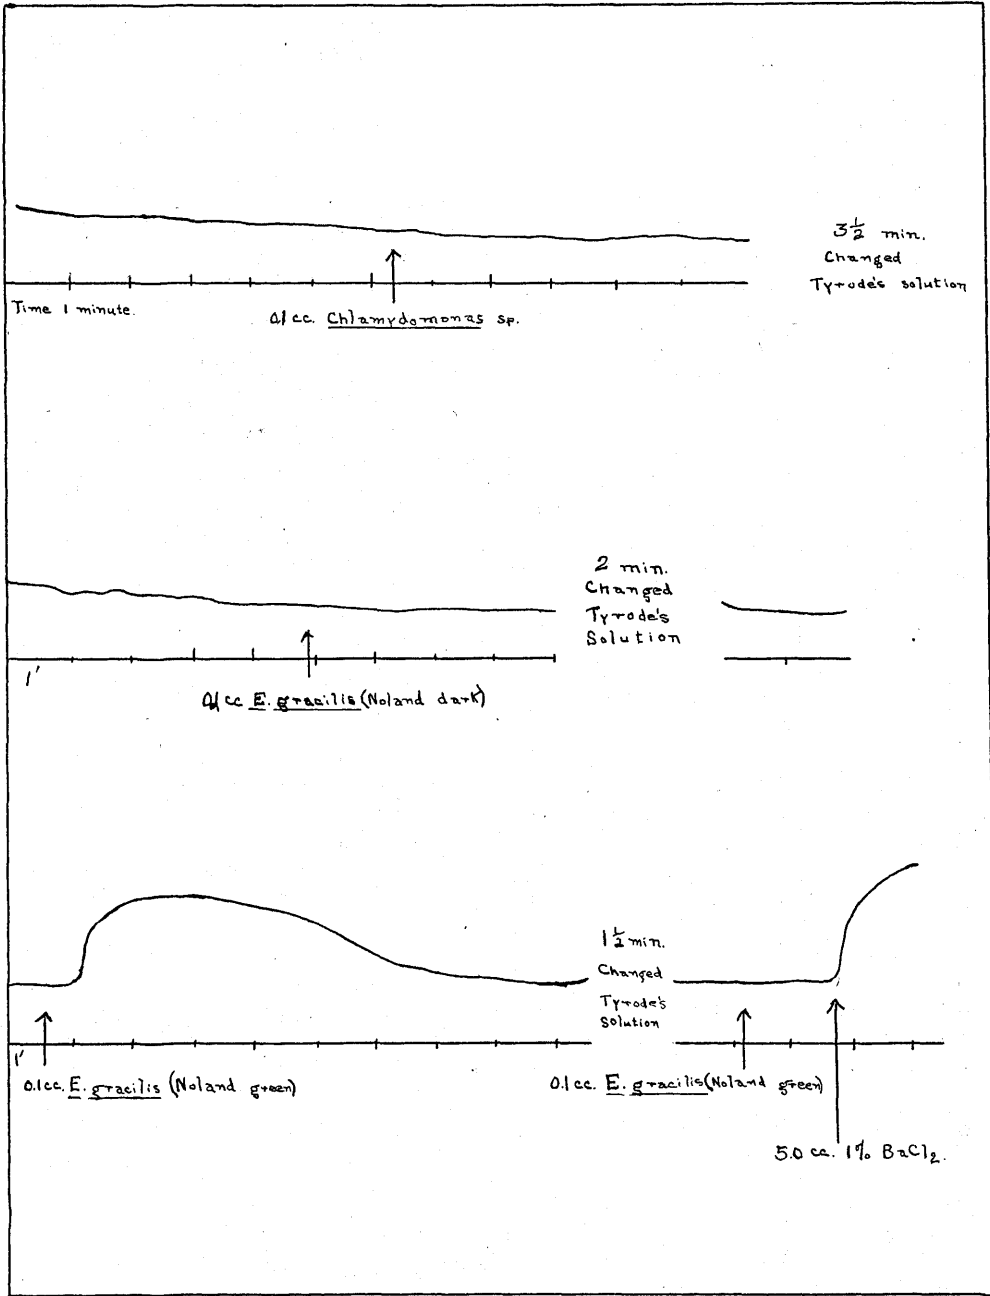 3½ min.
Changed
Tyrode's solution
Time 1 minute.
0.1 cc. Chlamydomonas sp.
2 min.
Changed
Tyrode's
Solution
1'
0.1 cc E. gracilis (Noland dark)
1½ min.
Changed
Tyrode's
Solution
1'
0.1 cc. E. gracilis (Noland green)
0.1 cc. E. gracilis (Noland green)
5.0 cc. 1% BaCl₂.